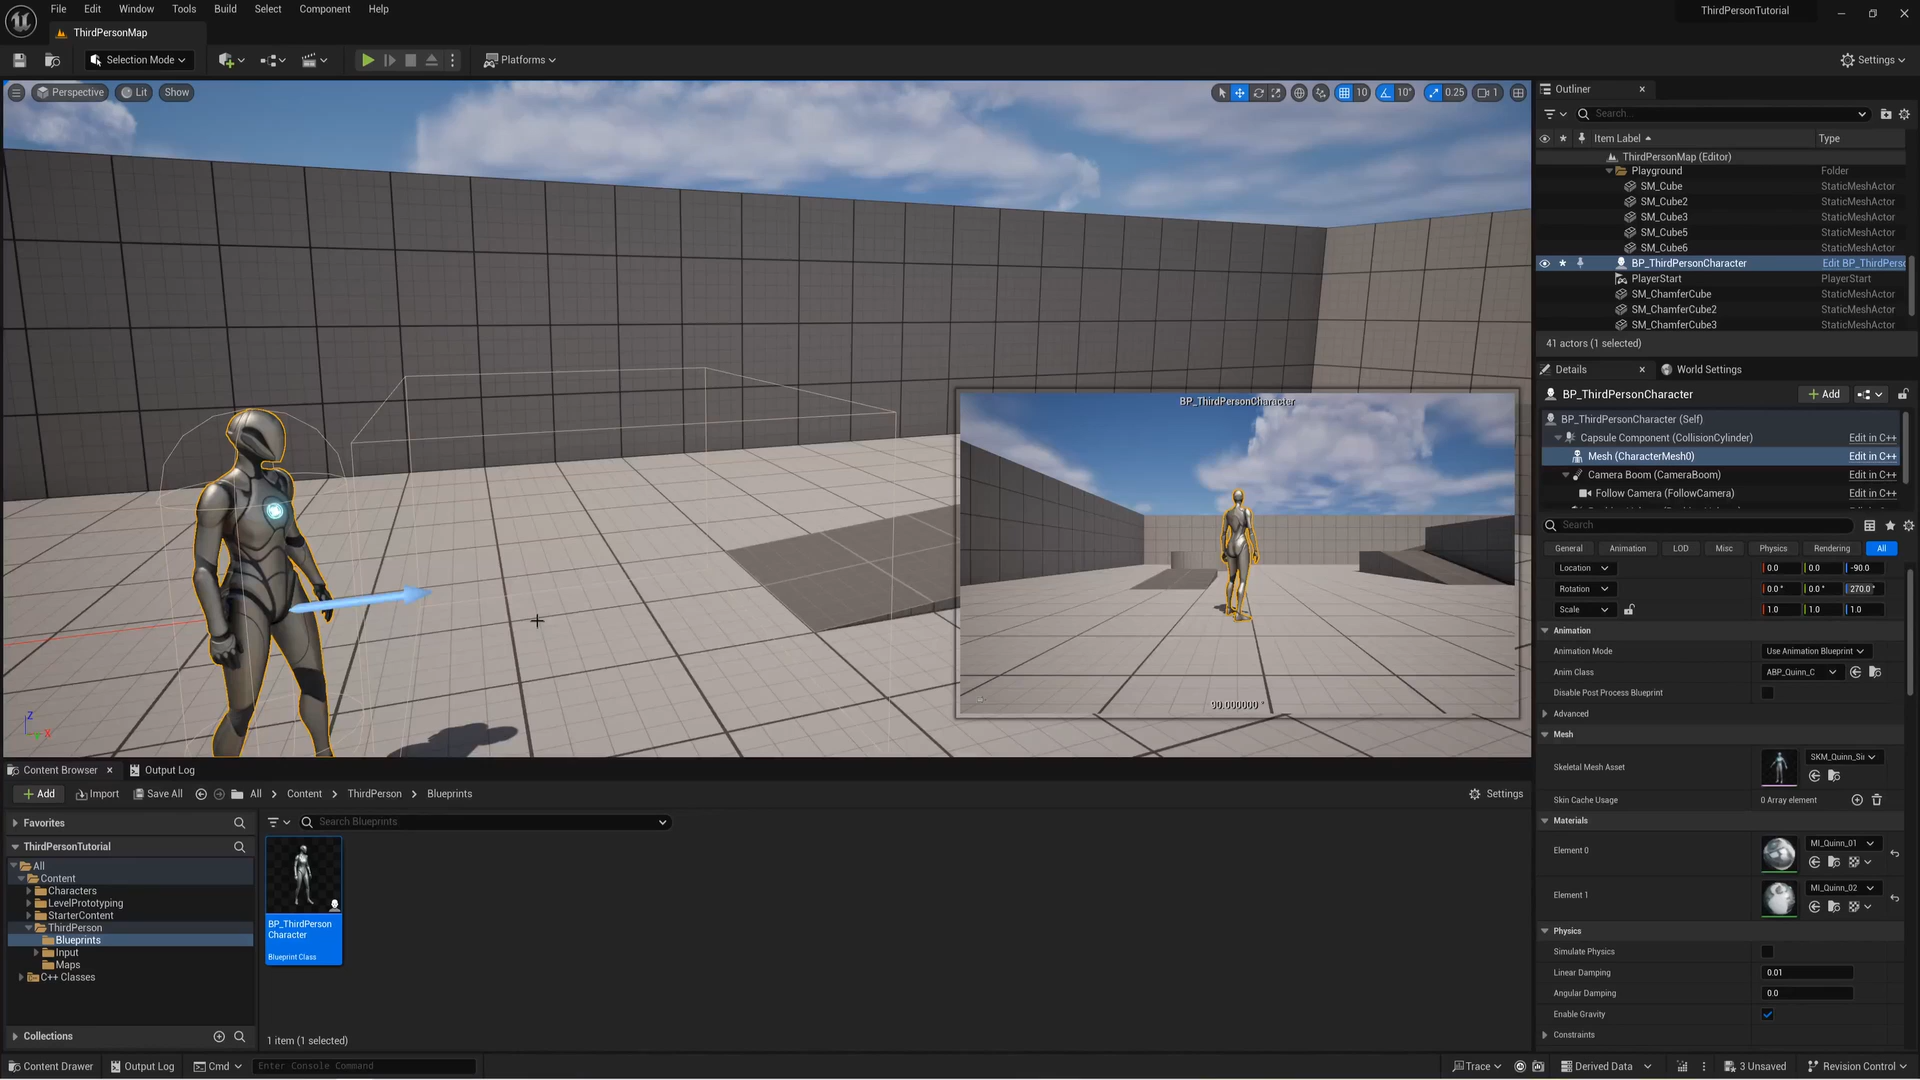 File Edit Window Tools Build Select Component Help
ThirdPersonTutorial
ThirdPersonMap
Selection Mode
Platforms
Settings
Perspective Lit Show
10 10° 0.25 1
BP_ThirdPersonCharacter
90.000000 °
Z
X
Outliner
Search...
Item Label Type
ThirdPersonMap (Editor)
Playground Folder
SM_Cube StaticMeshActor
SM_Cube2 StaticMeshActor
SM_Cube3 StaticMeshActor
SM_Cube5 StaticMeshActor
SM_Cube6 StaticMeshActor
BP_ThirdPersonCharacter Edit BP_ThirdPerso
PlayerStart PlayerStart
SM_ChamferCube StaticMeshActor
SM_ChamferCube2 StaticMeshActor
SM_ChamferCube3 StaticMeshActor
41 actors (1 selected)
Details World Settings
BP_ThirdPersonCharacter Add
BP_ThirdPersonCharacter (Self)
Capsule Component (CollisionCylinder) Edit in C++
Mesh (CharacterMesh0) Edit in C++
Camera Boom (CameraBoom) Edit in C++
Follow Camera (FollowCamera) Edit in C++
Search
General Animation LOD Misc Physics Rendering All
Location 0.0 0.0 -90.0
Rotation 0.0° 0.0° 270.0°
Scale 1.0 1.0 1.0
Animation
Animation Mode Use Animation Blueprint
Anim Class ABP_Quinn_C
Disable Post Process Blueprint
Advanced
Mesh
Skeletal Mesh Asset SKM_Quinn_Si
Skin Cache Usage 0 Array element
Materials
Element 0 MI_Quinn_01
Element 1 MI_Quinn_02
Physics
Simulate Physics
Linear Damping 0.01
Angular Damping 0.0
Enable Gravity
Constraints
Content Browser Output Log
Add Import Save All All Content ThirdPerson Blueprints Settings
Favorites
ThirdPersonTutorial
All
Content
Characters
LevelPrototyping
StarterContent
ThirdPerson
Blueprints
Input
Maps
C++ Classes
Collections
Search Blueprints
BP_ThirdPerson
Character
Blueprint Class
1 item (1 selected)
Content Drawer Output Log Cmd Enter Console Command Trace Derived Data 3 Unsaved Revision Control